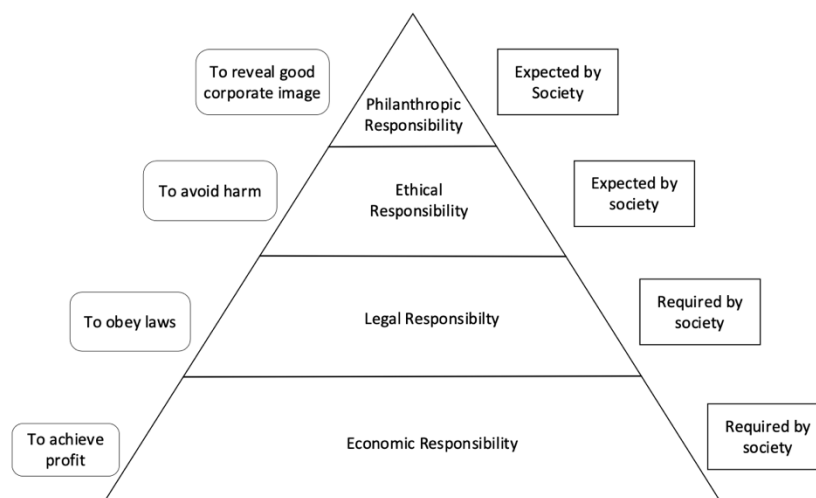 To reveal good
corporate image
Philanthropic
Responsibility
Expected by
Society
To avoid harm
Ethical
Responsibility
Expected by
society
To obey laws
Legal Responsibilty
Required by
society
To achieve
profit
Economic Responsibility
Required by
society